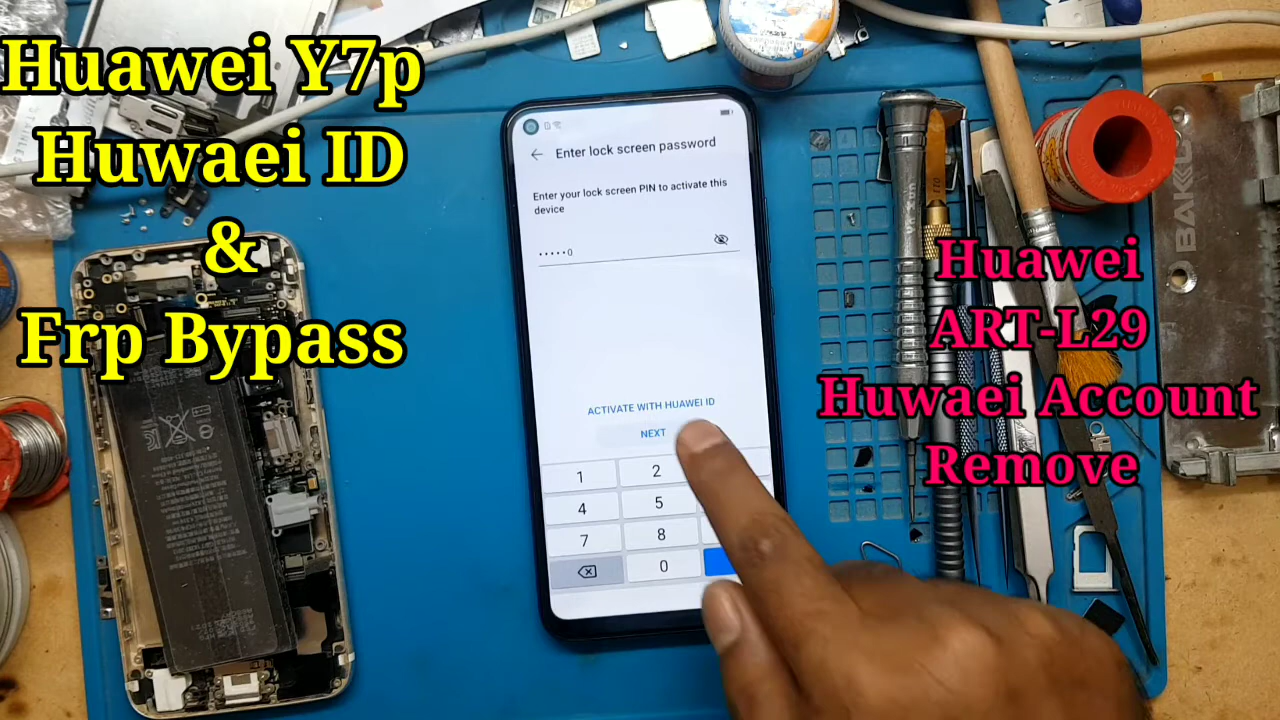 Huawei Y7p
Huwaei ID
&
Frp Bypass
Enter lock screen password
Enter your lock screen PIN to activate this
device
•••••0
ACTIVATE WITH HUAWEI ID
NEXT
1
2
4
5
7
8
0
Huawei
ART-L29
Huwaei Account
Remove
BAKU